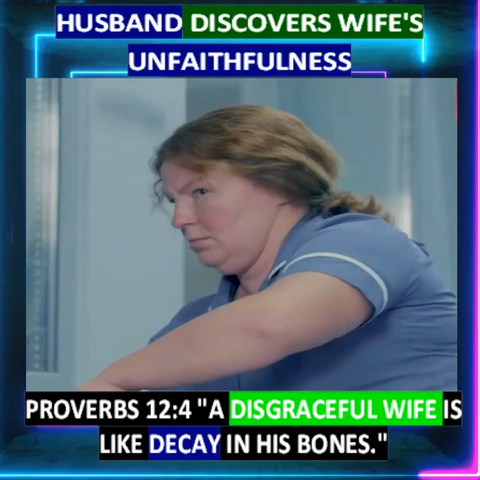 HUSBAND DISCOVERS WIFE'S
UNFAITHFULNESS
PROVERBS 12:4 "A DISGRACEFUL WIFE IS
LIKE DECAY IN HIS BONES."